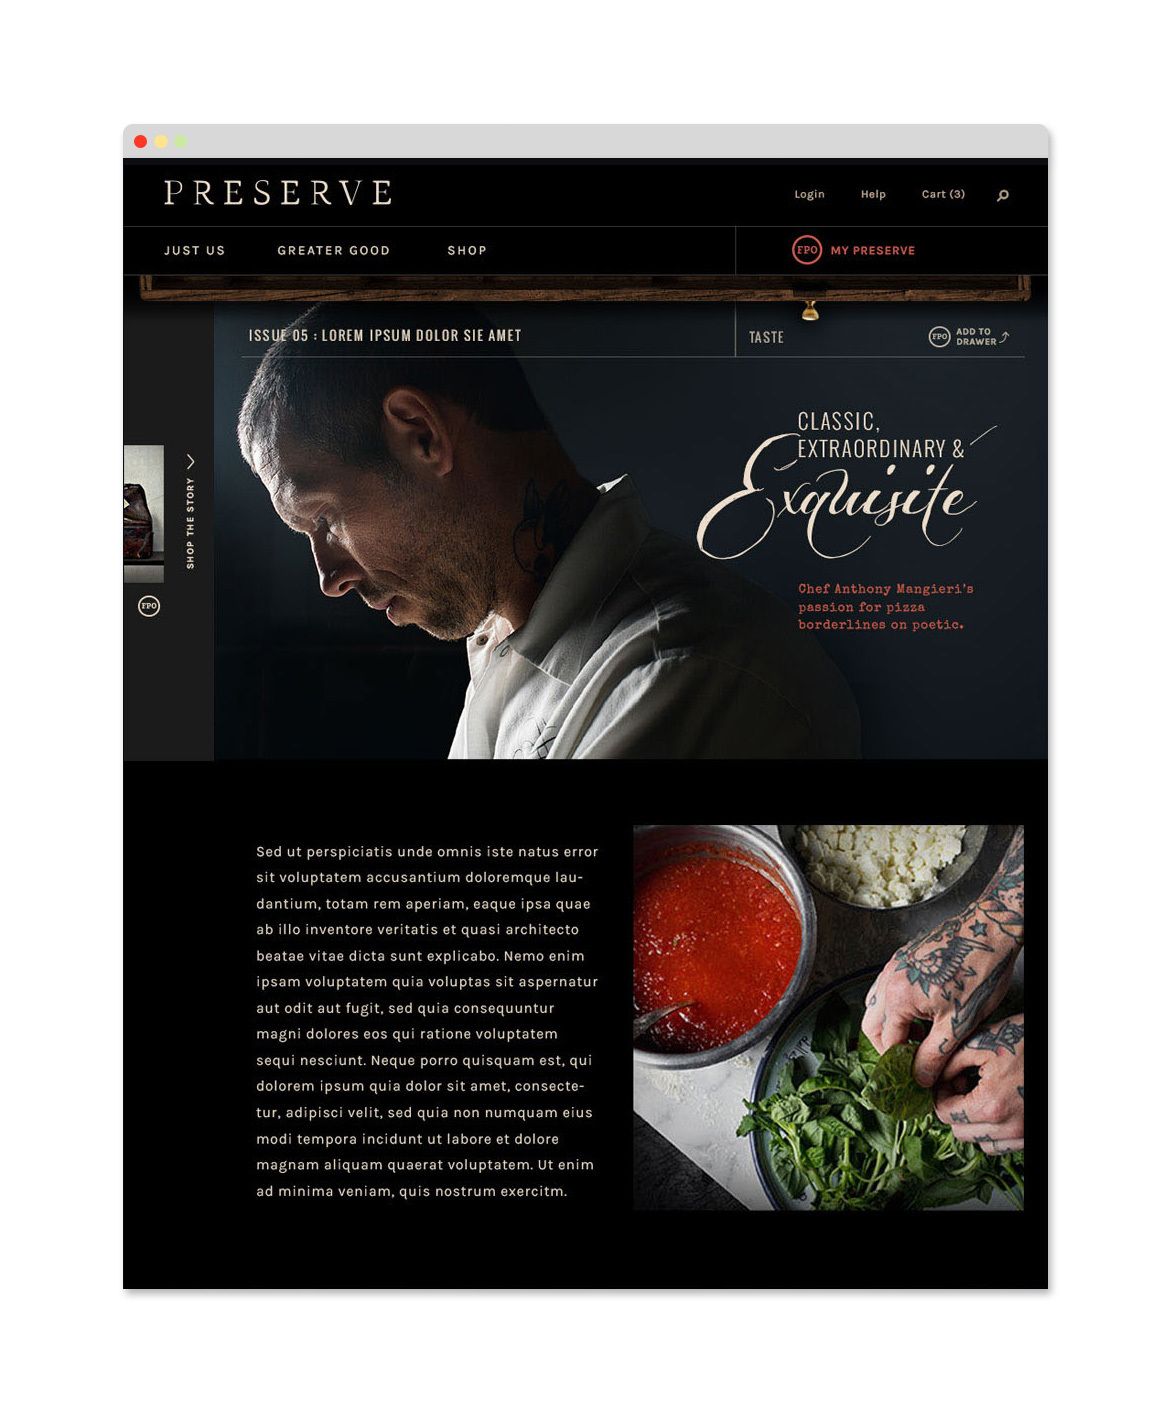 PRESERVE
Login
Help
Cart (3)
JUST US
GREATER GOOD
SHOP
FPO
MY PRESERVE
ISSUE 05 : LOREM IPSUM DOLOR SIE AMET
TASTE
FPO
ADD TO
DRAWER
CLASSIC,
EXTRAORDINARY &
Exquisite
SHOP THE STORY
FPO
Chef Anthony Mangieri's
passion for pizza
borderlines on poetic.
Sed ut perspiciatis unde omnis iste natus error
sit voluptatem accusantium doloremque lau-
dantium, totam rem aperiam, eaque ipsa quae
ab illo inventore veritatis et quasi architecto
beatae vitae dicta sunt explicabo. Nemo enim
ipsam voluptatem quia voluptas sit aspernatur
aut odit aut fugit, sed quia consequuntur
magni dolores eos qui ratione voluptatem
sequi nesciunt. Neque porro quisquam est, qui
dolorem ipsum quia dolor sit amet, consecte-
tur, adipisci velit, sed quia non numquam eius
modi tempora incidunt ut labore et dolore
magnam aliquam quaerat voluptatem. Ut enim
ad minima veniam, quis nostrum exercitm.